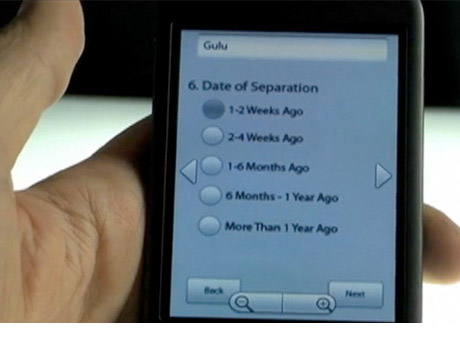 Gulu
6. Date of Separation
1-2 Weeks Ago
2-4 Weeks Ago
1-6 Months Ago
6 Months - 1 Year Ago
More Than 1 Year Ago
Back
Next